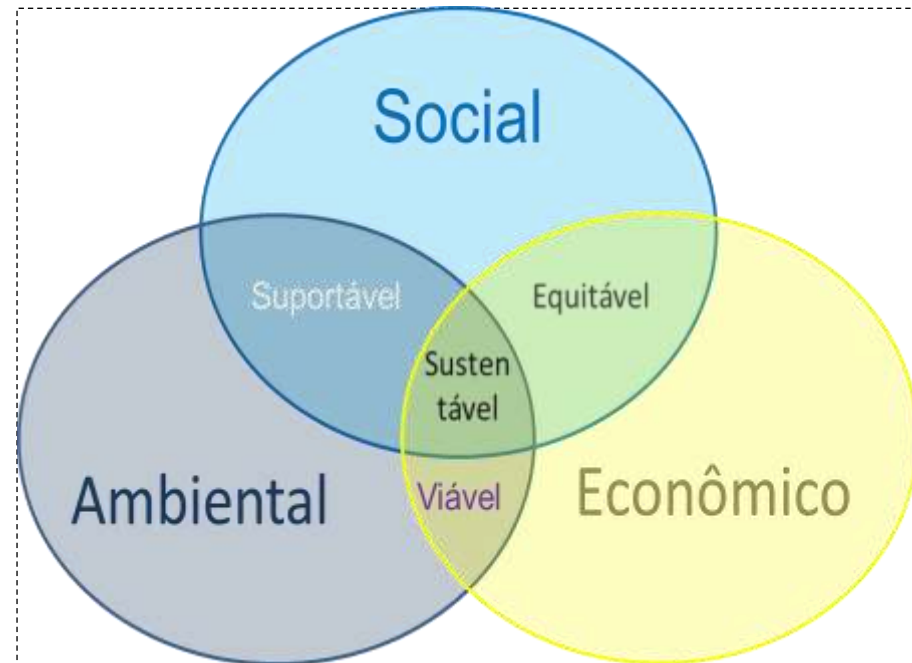 Social
Suportável
Equitável
Susten
tável
Ambiental
Viável
Econômico